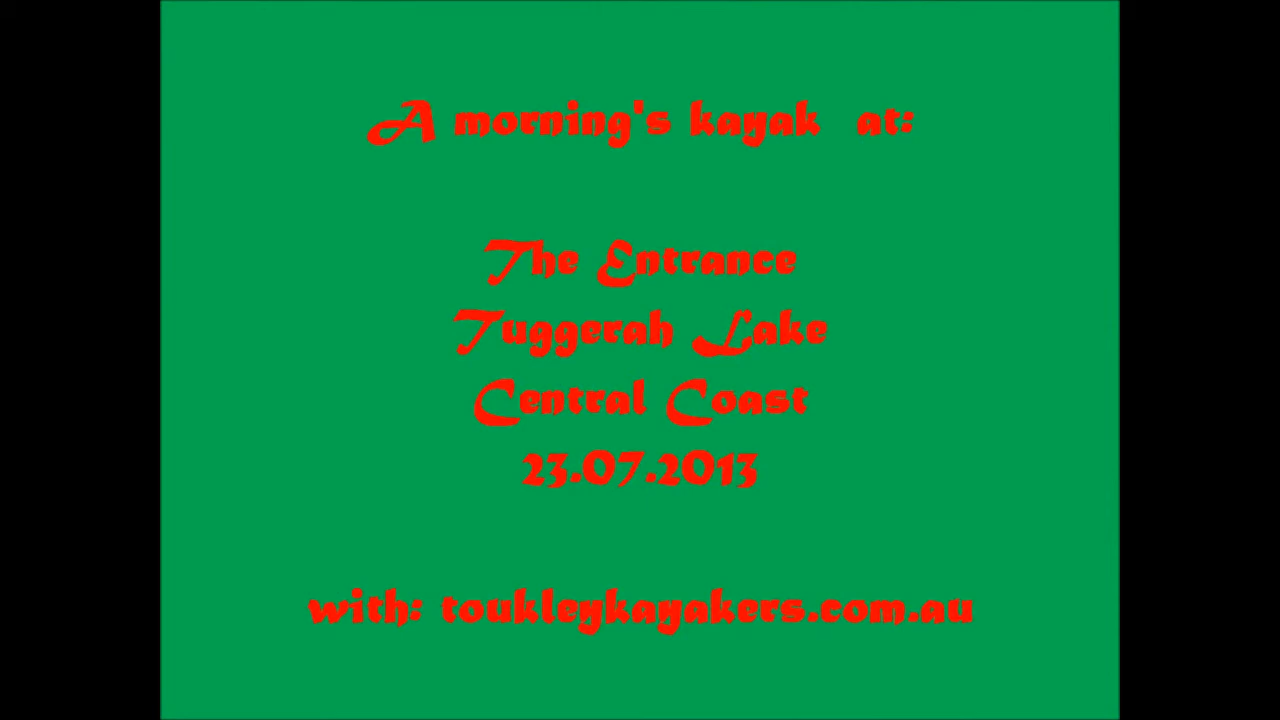 A morning's kayak at:
The Entrance
Tuggerah Lake
Central Coast
23.07.2013
with: toukleykayakers.com.au